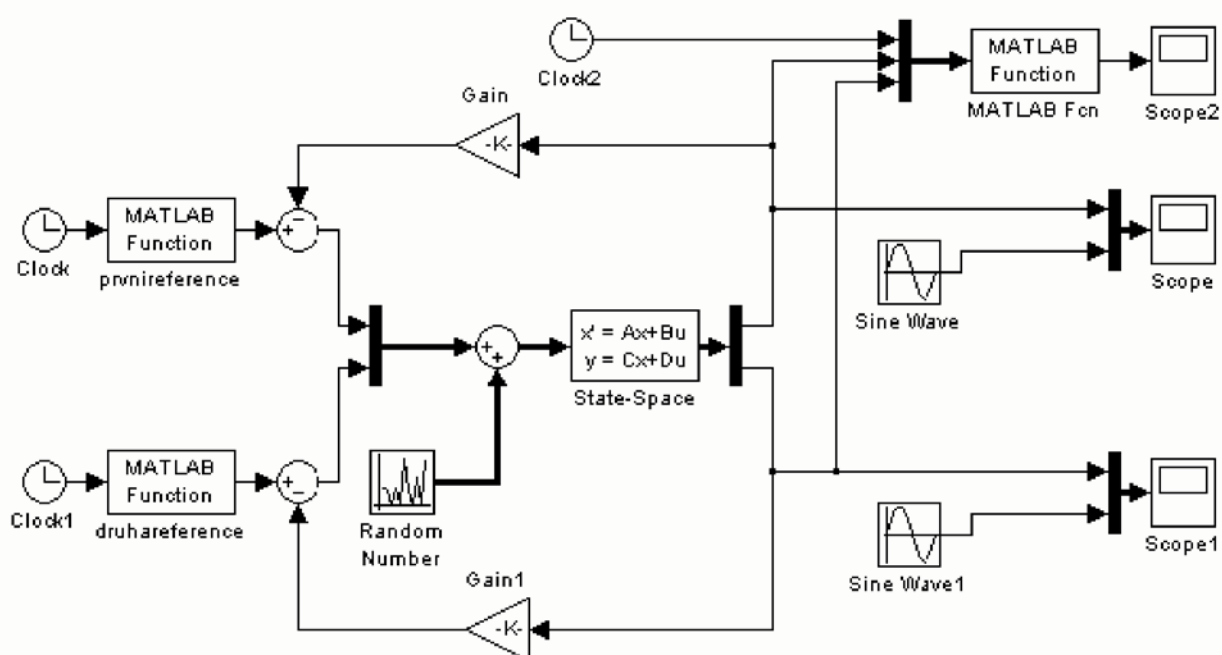 MATLAB
Function
MATLAB Fcn
Clock2
Scope2
Gain
-K-
MATLAB
Function
prvnireference
Clock
+
−
Scope
Sine Wave
+
+
x' = Ax+Bu
y = Cx+Du
State-Space
MATLAB
Function
druhareference
Clock1
+
−
Random
Number
Scope1
Sine Wave1
Gain1
-K-